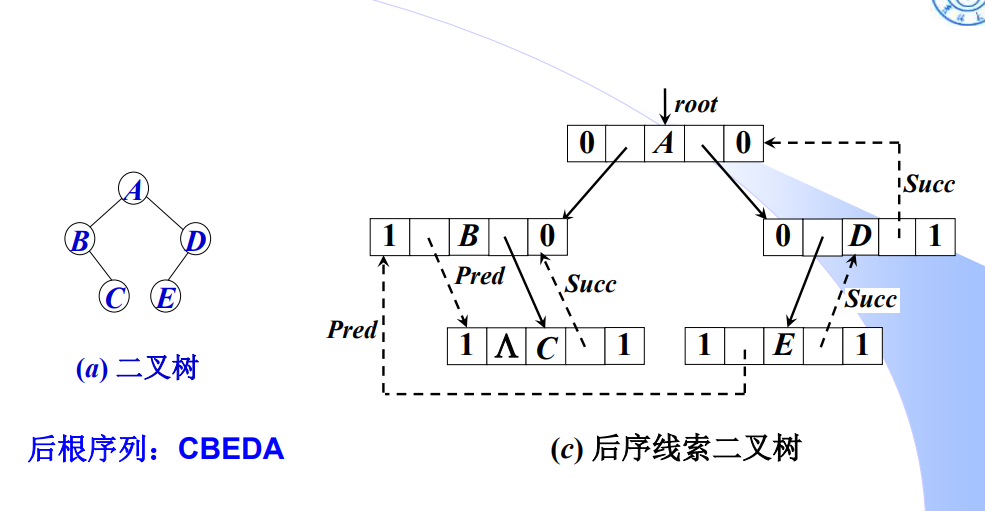 root
0 A 0
Succ
A
1 B 0
0 D 1
B D
Pred
Succ
Succ
C E
Pred
1 Λ C 1
1 E 1
(a) 二叉树
后根序列：CBEDA
(c) 后序线索二叉树